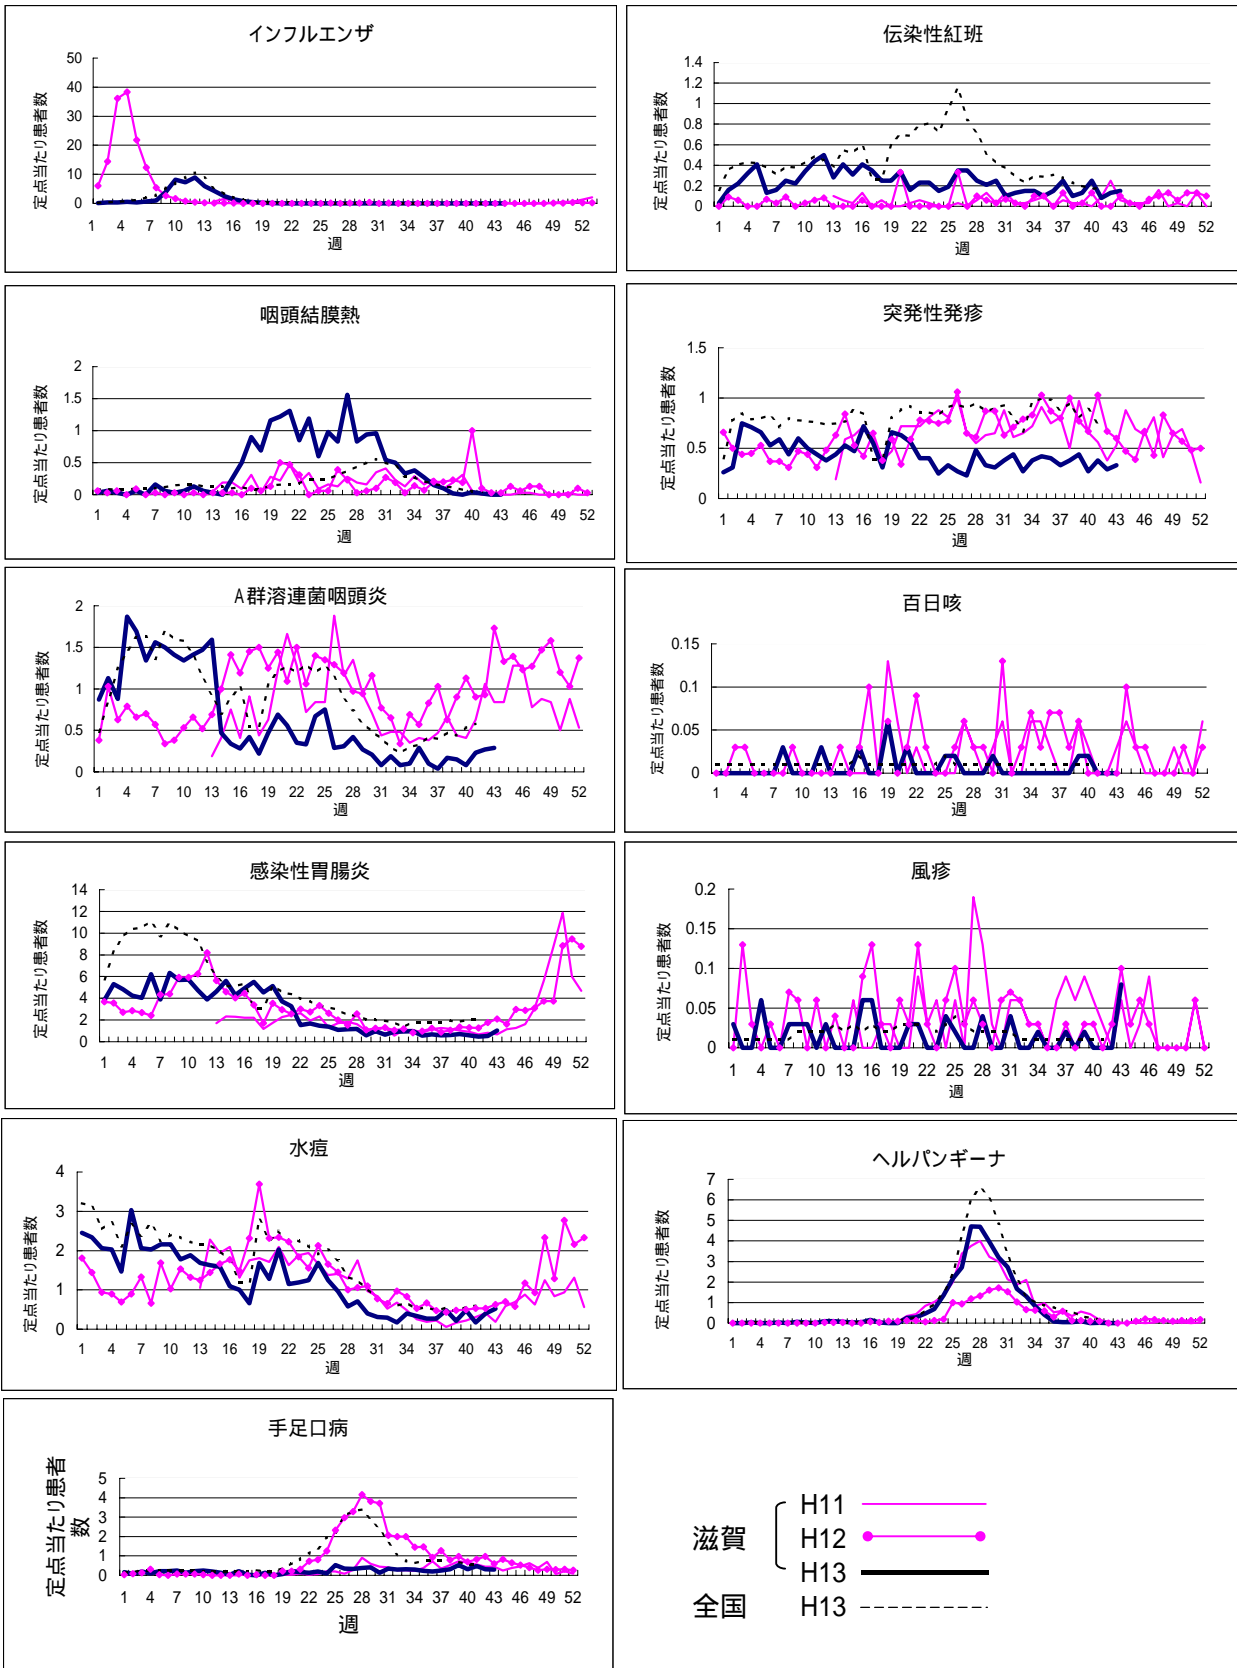 インフルエンザ
定点当たり患者数
50
40
30
20
10
0
1 4 7 10 13 16 19 22 25 28 31 34 37 40 43 46 49 52
週
伝染性紅班
定点当たり患者数
1.4
1.2
1
0.8
0.6
0.4
0.2
0
1 4 7 10 13 16 19 22 25 28 31 34 37 40 43 46 49 52
週
咽頭結膜熱
定点当たり患者数
2
1.5
1
0.5
0
1 4 7 10 13 16 19 22 25 28 31 34 37 40 43 46 49 52
週
突発性発疹
定点当たり患者数
1.5
1
0.5
0
1 4 7 10 13 16 19 22 25 28 31 34 37 40 43 46 49 52
週
A群溶連菌咽頭炎
定点当たり患者数
2
1.5
1
0.5
0
1 4 7 10 13 16 19 22 25 28 31 34 37 40 43 46 49 52
週
百日咳
定点当たり患者数
0.15
0.1
0.05
0
1 4 7 10 13 16 19 22 25 28 31 34 37 40 43 46 49 52
週
感染性胃腸炎
定点当たり患者数
14
12
10
8
6
4
2
0
1 4 7 10 13 16 19 22 25 28 31 34 37 40 43 46 49 52
週
風疹
定点当たり患者数
0.2
0.15
0.1
0.05
0
1 4 7 10 13 16 19 22 25 28 31 34 37 40 43 46 49 52
週
水痘
定点当たり患者数
4
3
2
1
0
1 4 7 10 13 16 19 22 25 28 31 34 37 40 43 46 49 52
週
ヘルパンギーナ
定点当たり患者数
7
6
5
4
3
2
1
0
1 4 7 10 13 16 19 22 25 28 31 34 37 40 43 46 49 52
週
手足口病
定点当たり患者
数
5
4
3
2
1
0
1 4 7 10 13 16 19 22 25 28 31 34 37 40 43 46 49 52
週
H11
滋賀 H12
H13
全国 H13